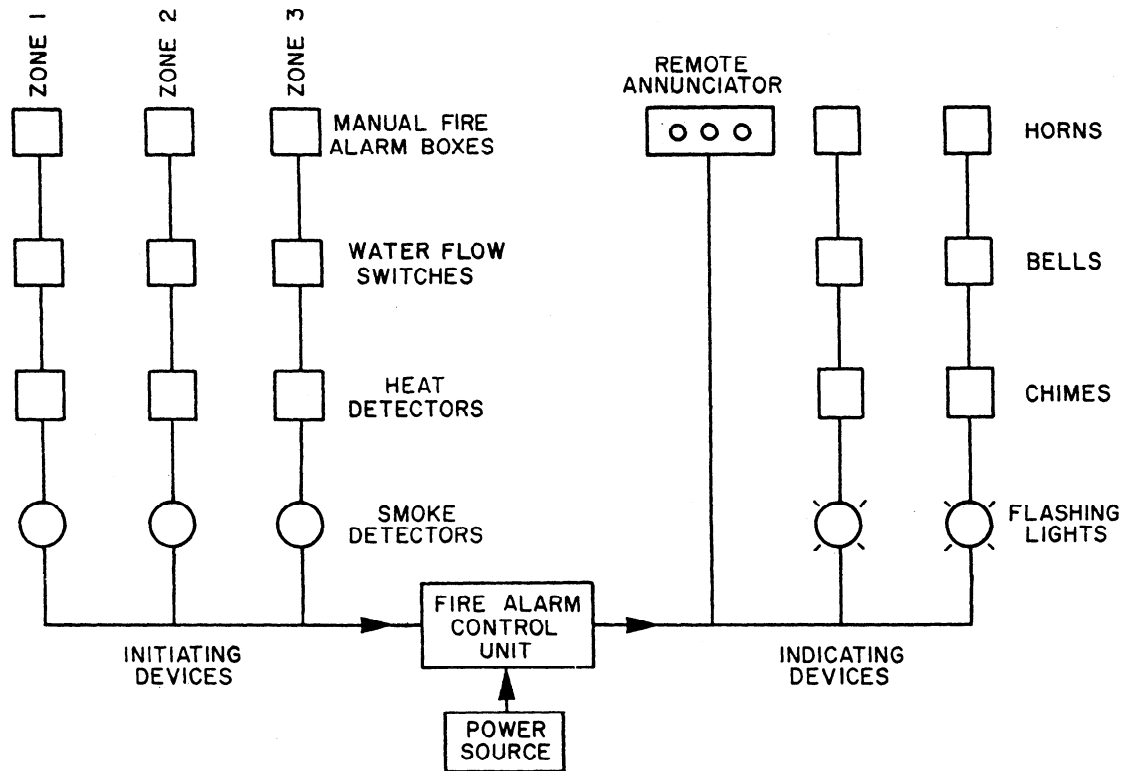 ZONE 1
ZONE 2
ZONE 3
MANUAL FIRE
ALARM BOXES
REMOTE
ANNUNCIATOR
HORNS
WATER FLOW
SWITCHES
BELLS
HEAT
DETECTORS
CHIMES
SMOKE
DETECTORS
FLASHING
LIGHTS
FIRE ALARM
CONTROL
UNIT
INITIATING
DEVICES
INDICATING
DEVICES
POWER
SOURCE